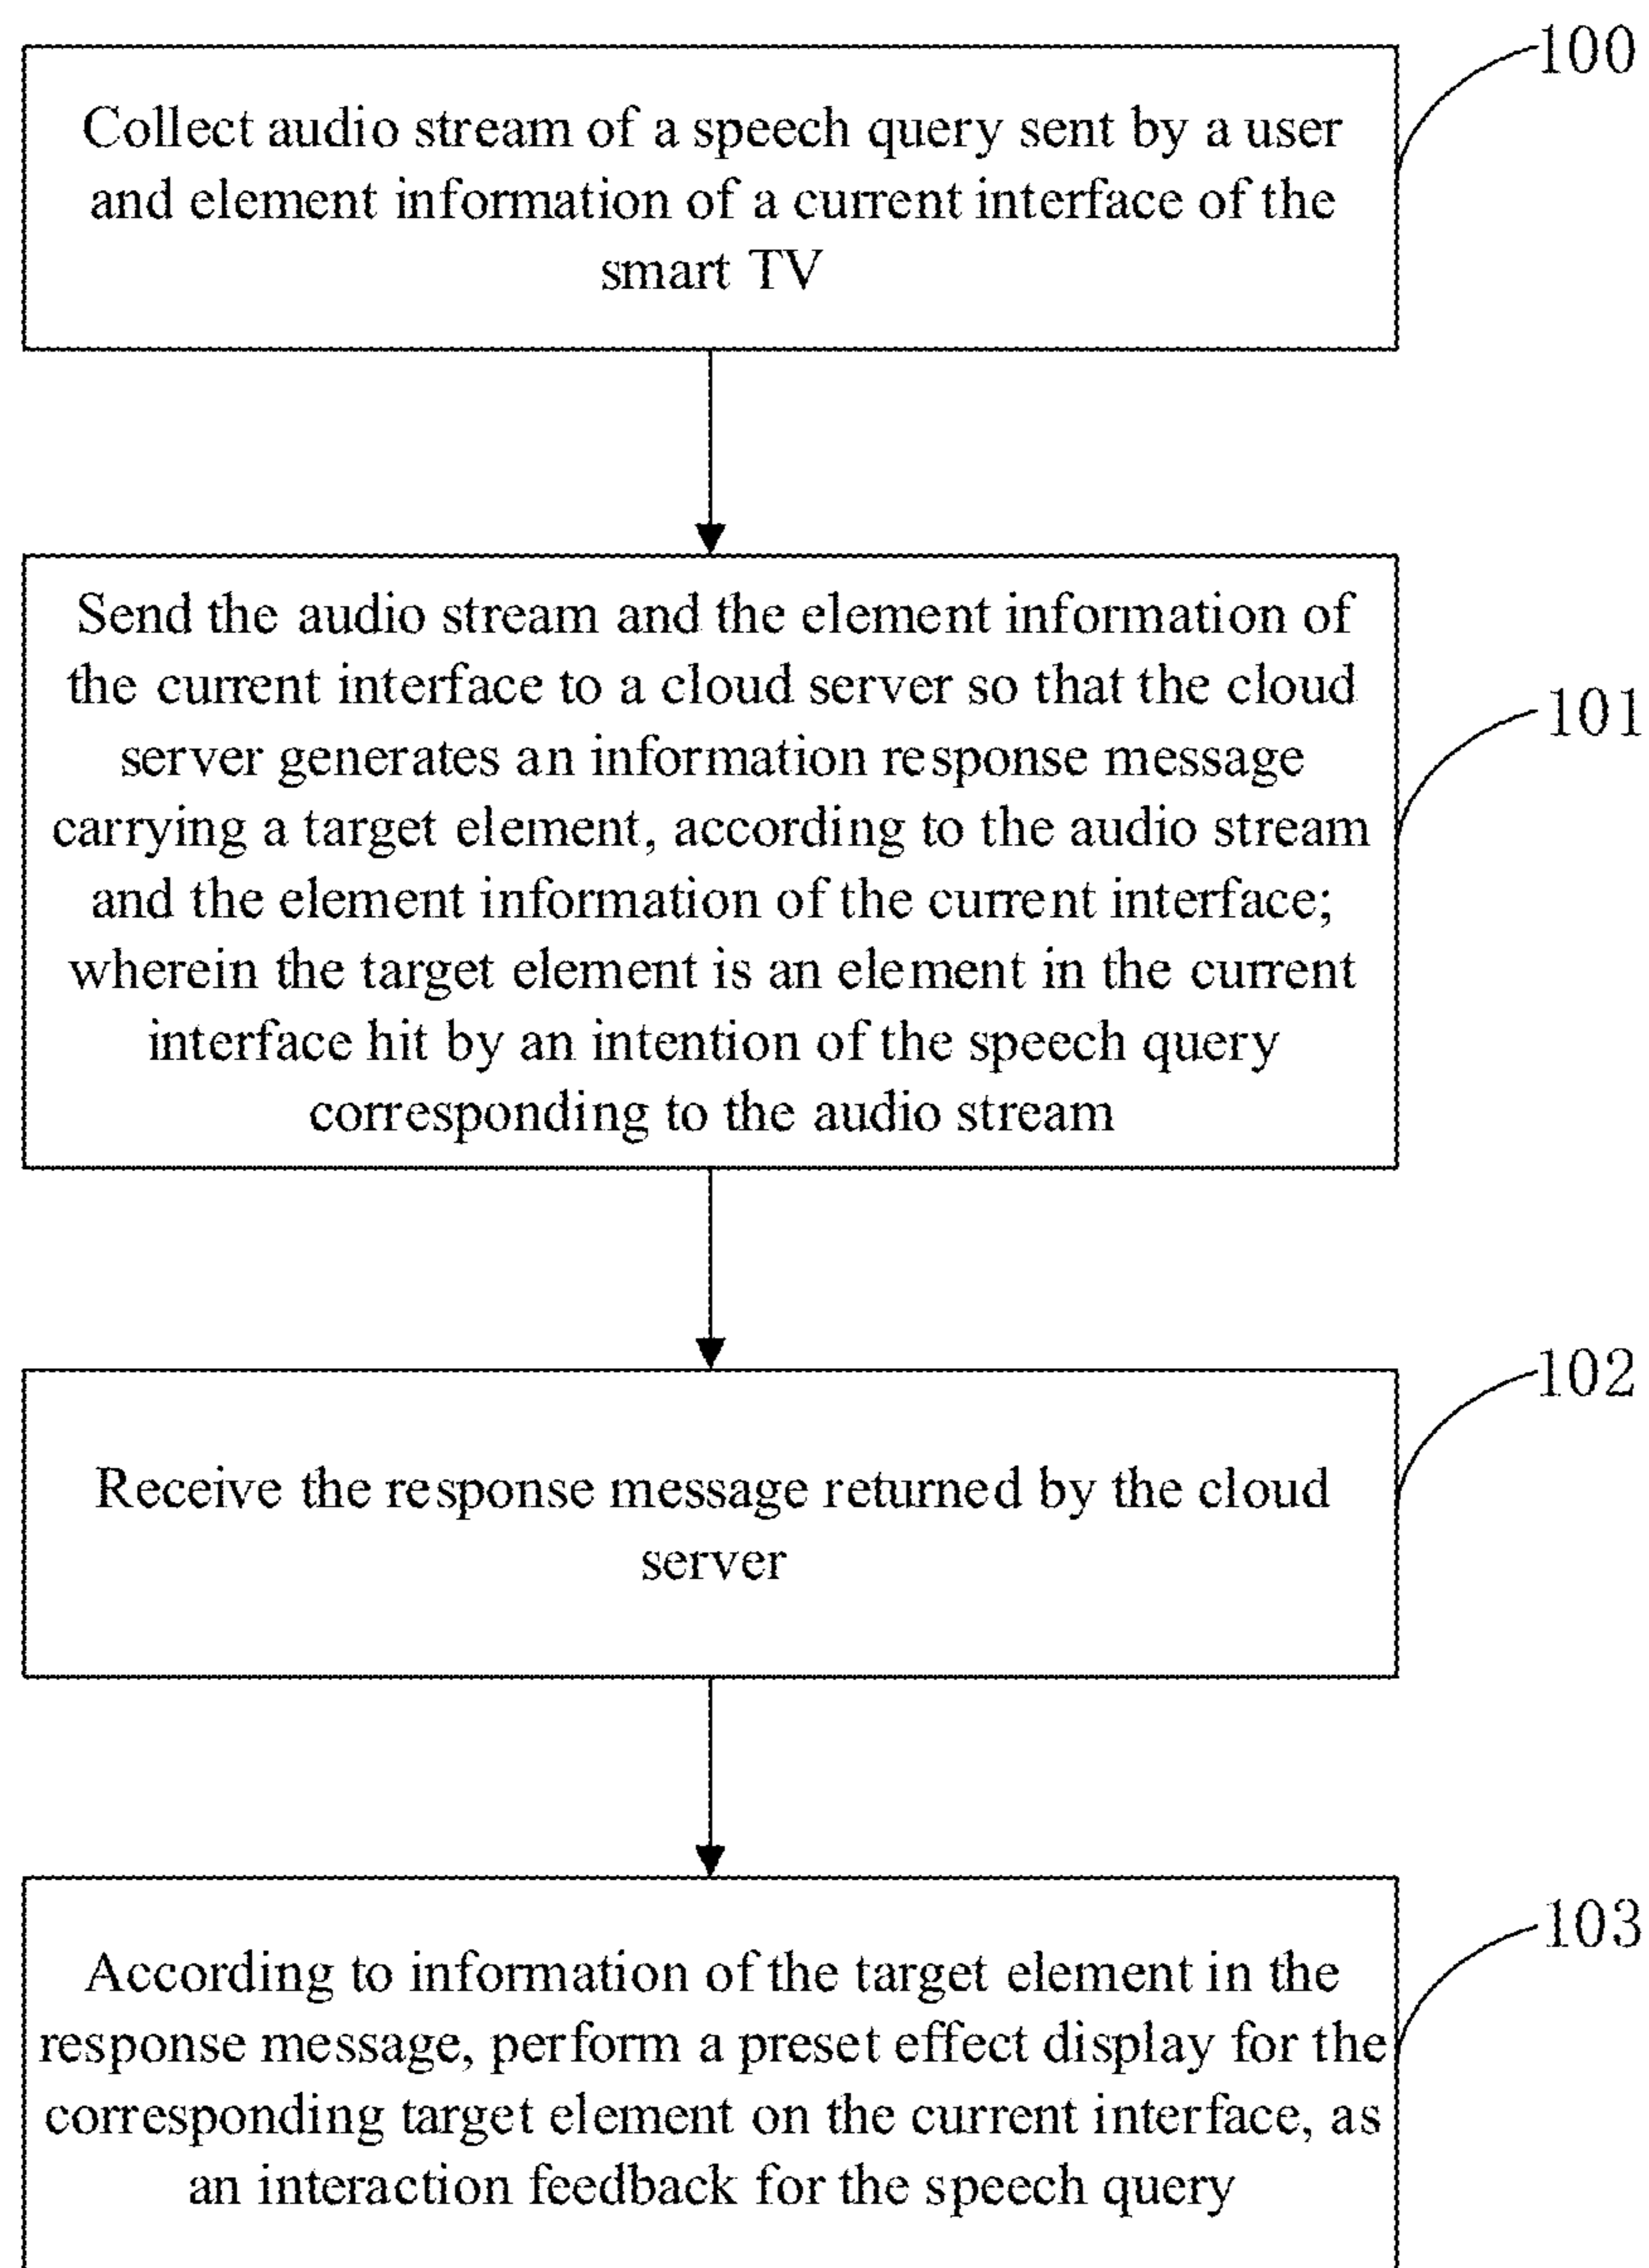 100
Collect audio stream of a speech query sent by a user
and element information of a current interface of the
smart TV
Send the audio stream and the element information of
the current interface to a cloud server so that the cloud
server generates an information response message
carrying a target element, according to the audio stream
and the element information of the current interface;
wherein the target element is an element in the current
interface hit by an intention of the speech query
corresponding to the audio stream
101
Receive the response message returned by the cloud
server
102
According to information of the target element in the
response message, perform a preset effect display for the
corresponding target element on the current interface, as
an interaction feedback for the speech query
103